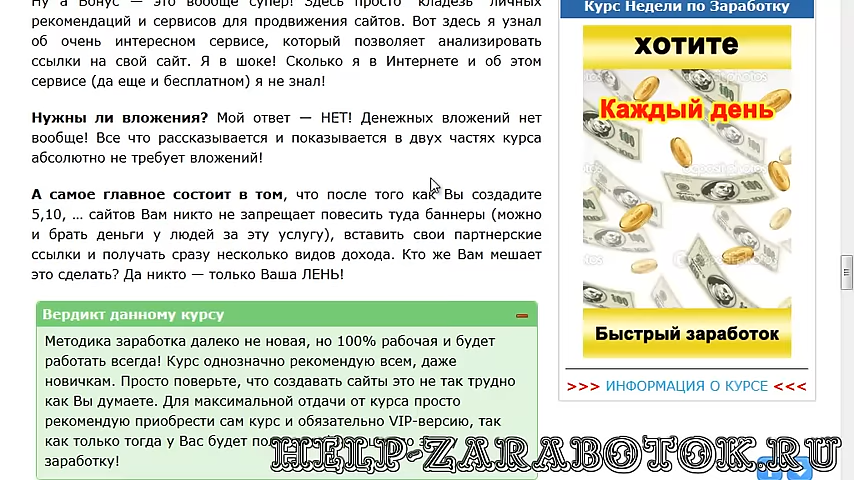 Ну а Бонус — это вообще супер! Здесь просто "кладезь" личных
рекомендаций и сервисов для продвижения сайтов. Вот здесь я узнал
об очень интересном сервисе, который позволяет анализировать
ссылки на свой сайт. Я в шоке! Сколько я в Интернете и об этом
сервисе (да еще и бесплатном) я не знал!
Нужны ли вложения? Мой ответ — НЕТ! Денежных вложений нет
вообще! Все что рассказывается и показывается в двух частях курса
абсолютно не требует вложений!
А самое главное состоит в том, что после того как Вы создадите
5,10, … сайтов Вам никто не запрещает повесить туда баннеры (можно
и брать деньги у людей за эту услугу), вставить свои партнерские
ссылки и получать сразу несколько видов дохода. Кто же Вам мешает
это сделать? Да никто — только Ваша ЛЕНЬ!
Вердикт данному курсу
Методика заработка далеко не новая, но 100% рабочая и будет
работать всегда! Курс однозначно рекомендую всем, даже
новичкам. Просто поверьте, что создавать сайты это не так трудно
как Вы думаете. Для максимальной отдачи от курса просто
рекомендую приобрести сам курс и обязательно VIP-версию, так
как только тогда у Вас будет
заработку!
Курс Недели по Заработку
хотите
Каждый день
Быстрый заработок
>>> ИНФОРМАЦИЯ О КУРСЕ <<<
HELP-ZARABOTOK.RU